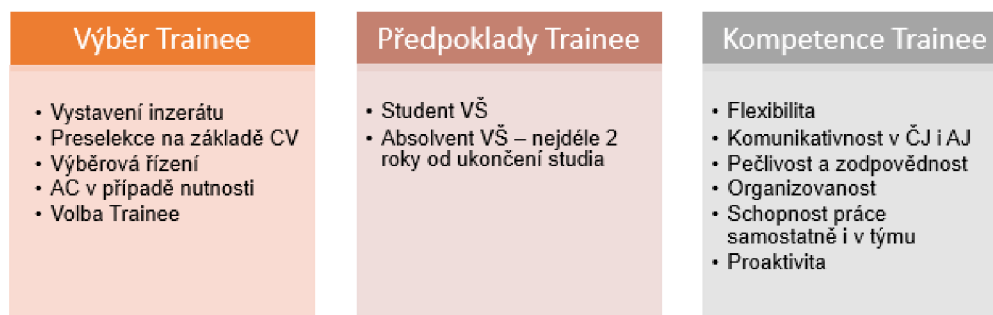 Výběr Trainee
• Vystavení inzerátu
• Preselekce na základě CV
• Výběrová řízení
• AC v případě nutnosti
• Volba Trainee
Předpoklady Trainee
• Student VŠ
• Absolvent VŠ – nejdéle 2
roky od ukončení studia
Kompetence Trainee
• Flexibilita
• Komunikativnost v ČJ i AJ
• Pečlivost a zodpovědnost
• Organizovanost
• Schopnost práce
samostatně i v týmu
• Proaktivita